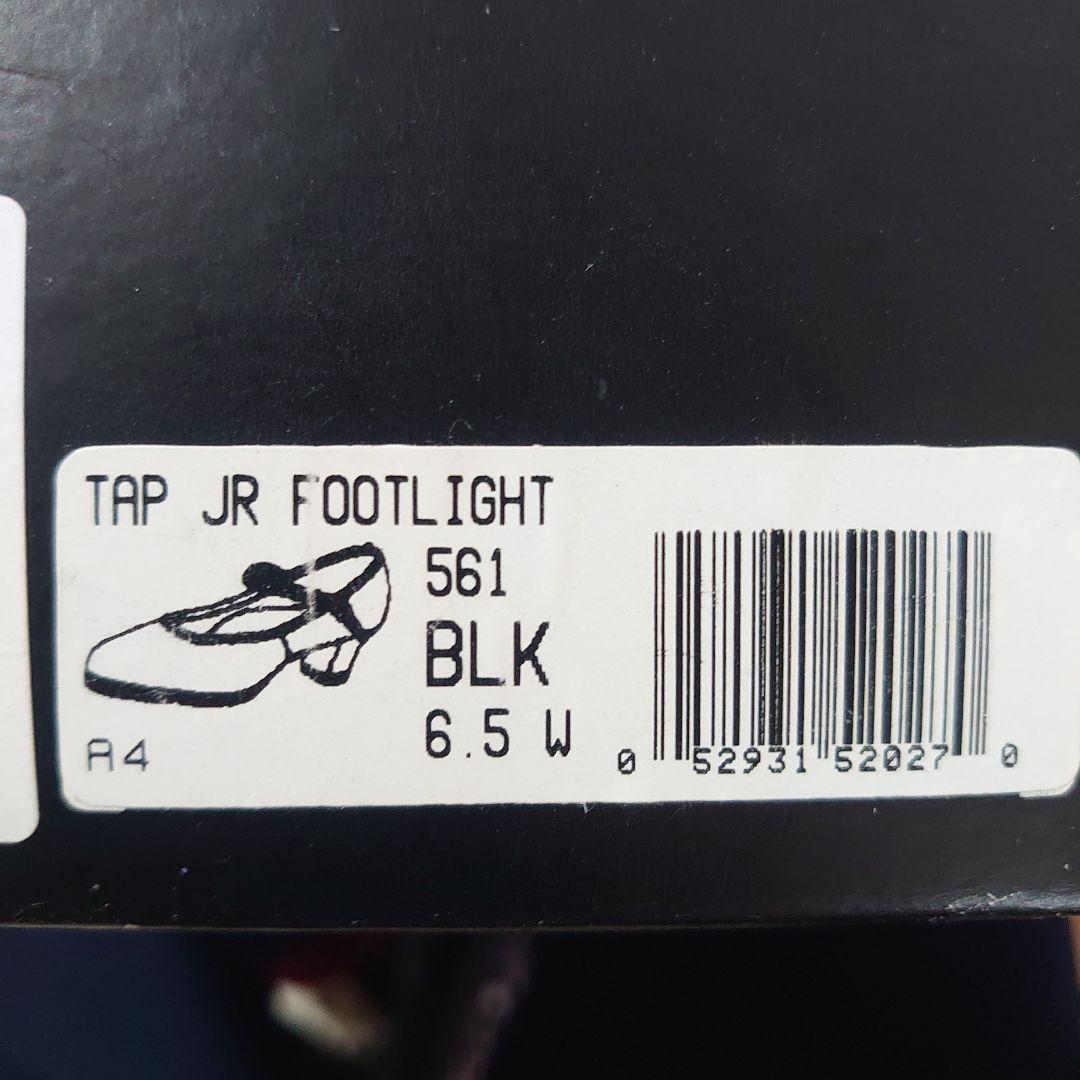 TAP JR FOOTLIGHT
561
BLK
6.5 W
A4
0 52931 52027 0